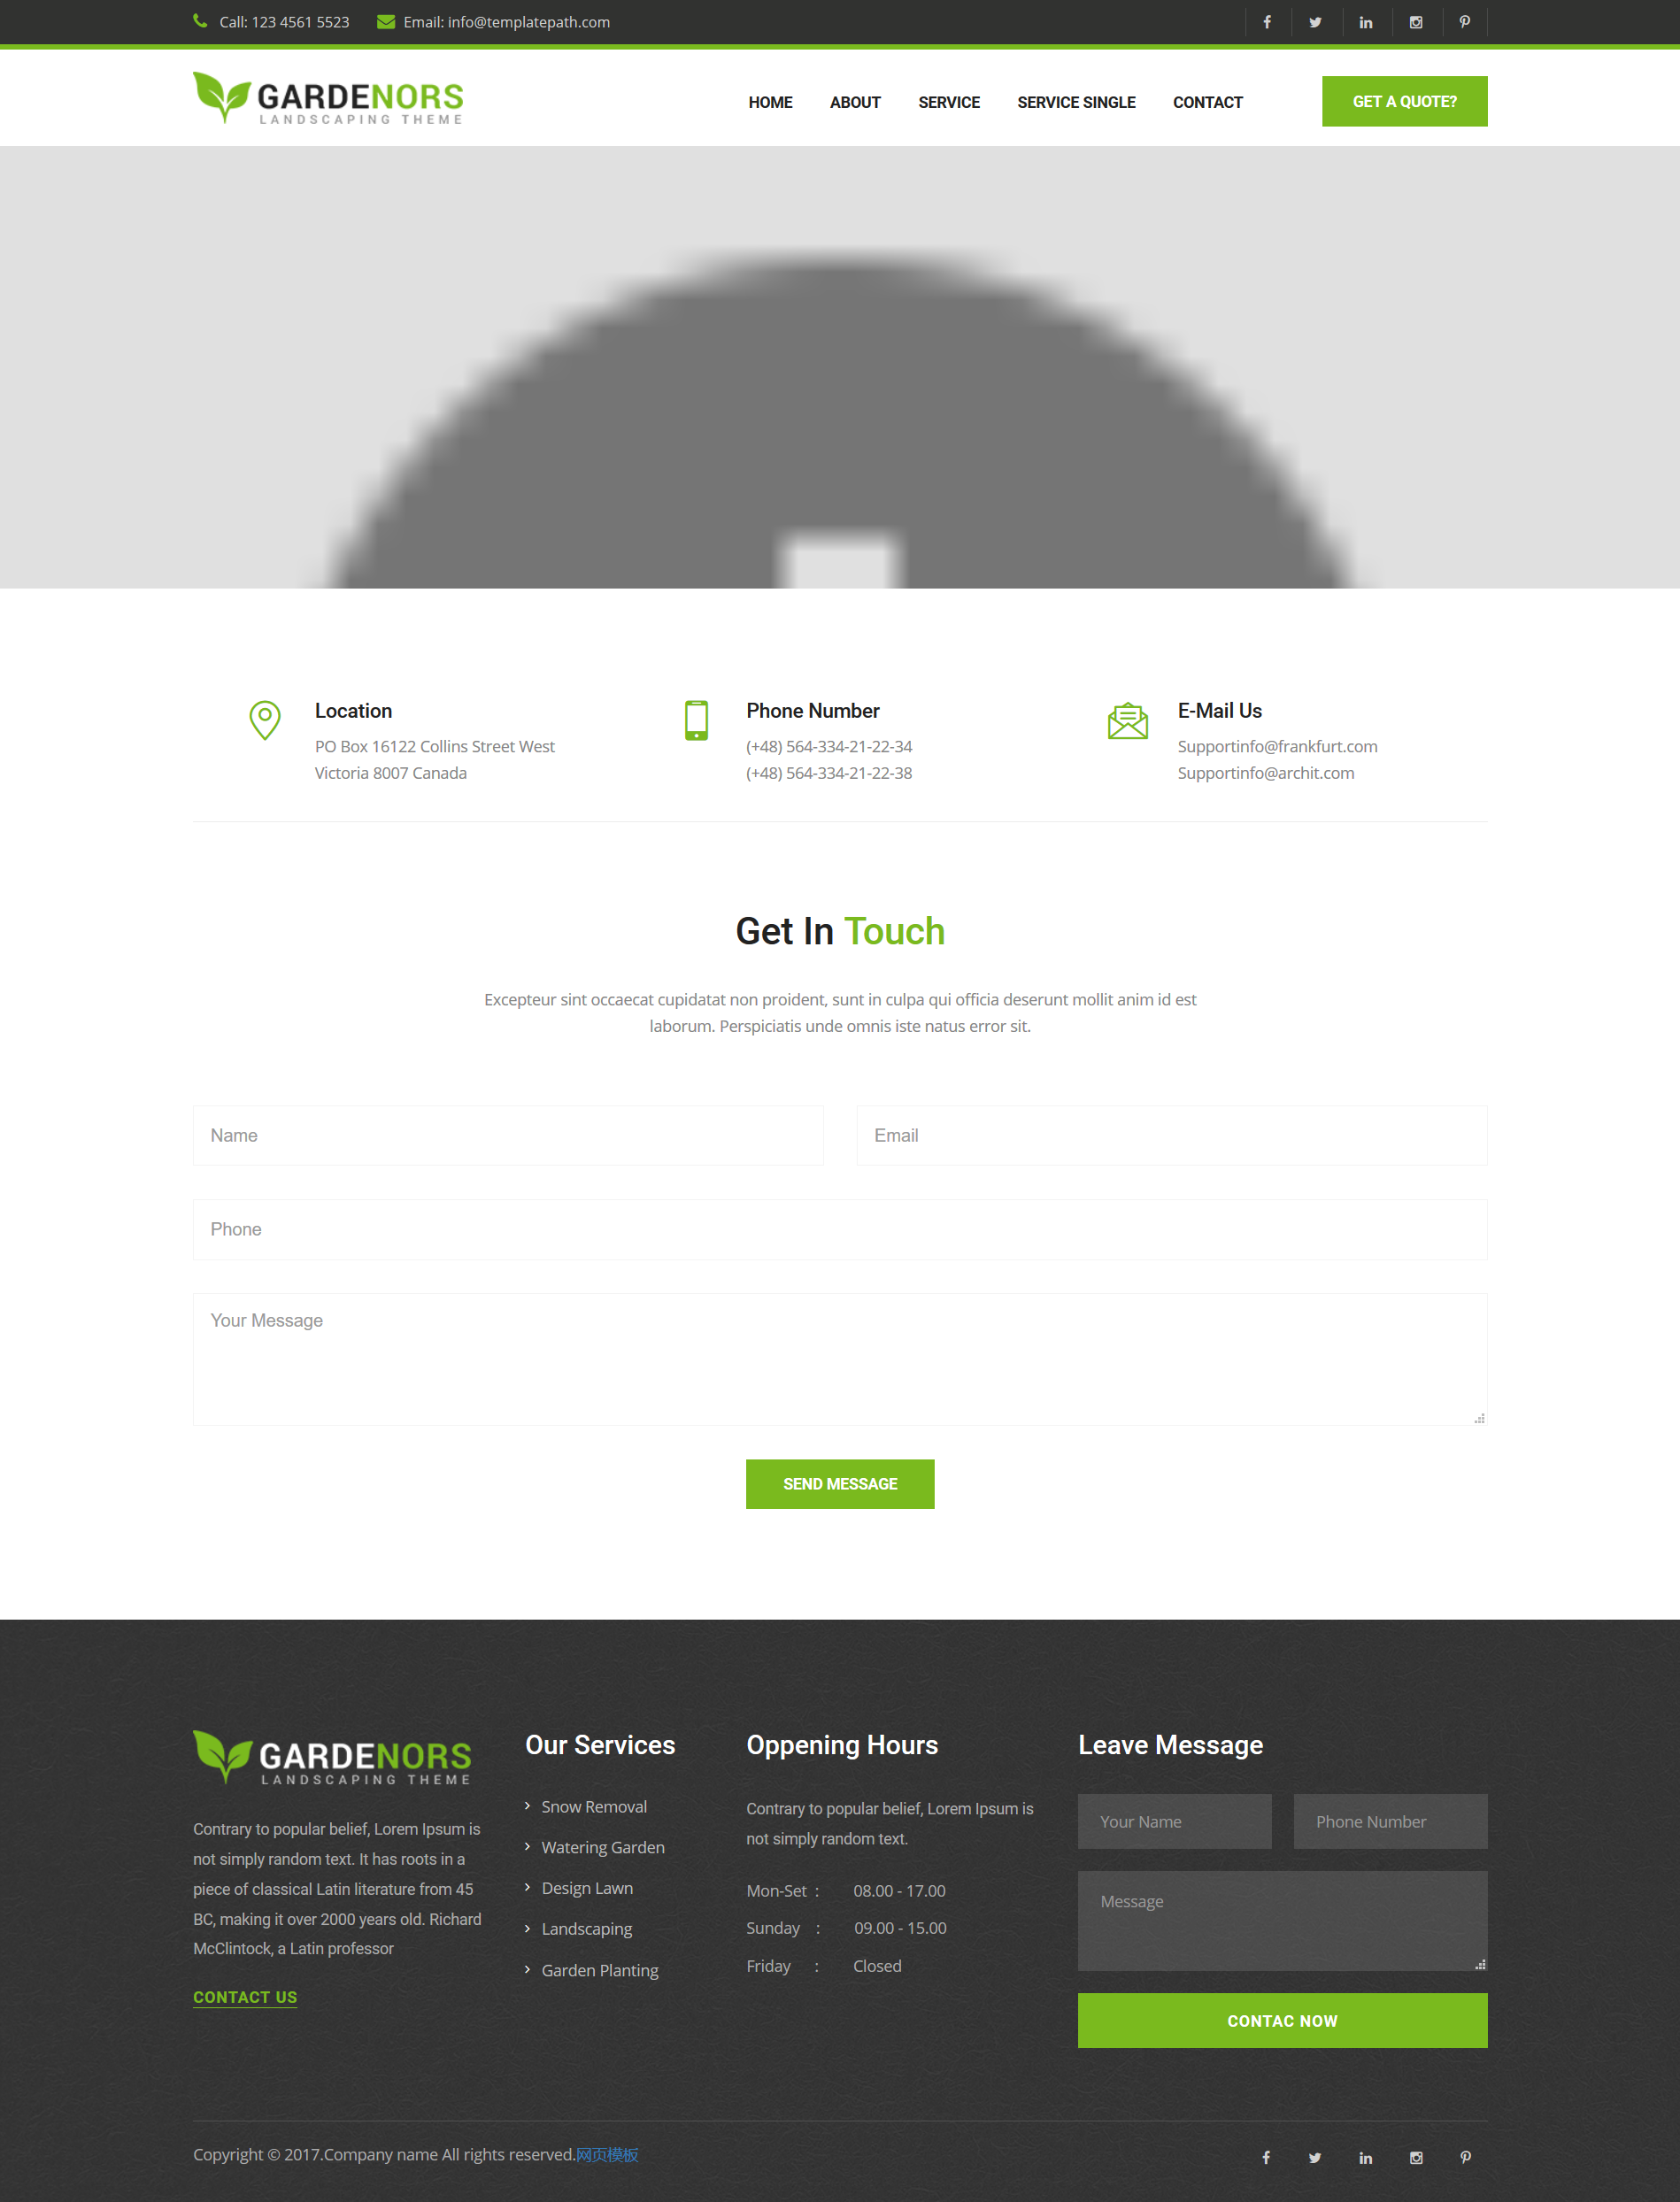 Call: 123 4561 5523 Email: info@templatepath.com
GARDENORS
LANDSCAPING THEME
HOME ABOUT SERVICE SERVICE SINGLE CONTACT GET A QUOTE?
Location
PO Box 16122 Collins Street West
Victoria 8007 Canada
Phone Number
(+48) 564-334-21-22-34
(+48) 564-334-21-22-38
E-Mail Us
Supportinfo@frankfurt.com
Supportinfo@archit.com
Get In Touch
Excepteur sint occaecat cupidatat non proident, sunt in culpa qui officia deserunt mollit anim id est
laborum. Perspiciatis unde omnis iste natus error sit.
Name Email
Phone
Your Message
SEND MESSAGE
GARDENORS
LANDSCAPING THEME
Contrary to popular belief, Lorem Ipsum is
not simply random text. It has roots in a
piece of classical Latin literature from 45
BC, making it over 2000 years old. Richard
McClintock, a Latin professor
CONTACT US
Our Services
Snow Removal
Watering Garden
Design Lawn
Landscaping
Garden Planting
Oppening Hours
Contrary to popular belief, Lorem Ipsum is
not simply random text.
Mon-Set : 08.00 - 17.00
Sunday : 09.00 - 15.00
Friday : Closed
Leave Message
Your Name Phone Number
Message
CONTAC NOW
Copyright © 2017.Company name All rights reserved.网页模板